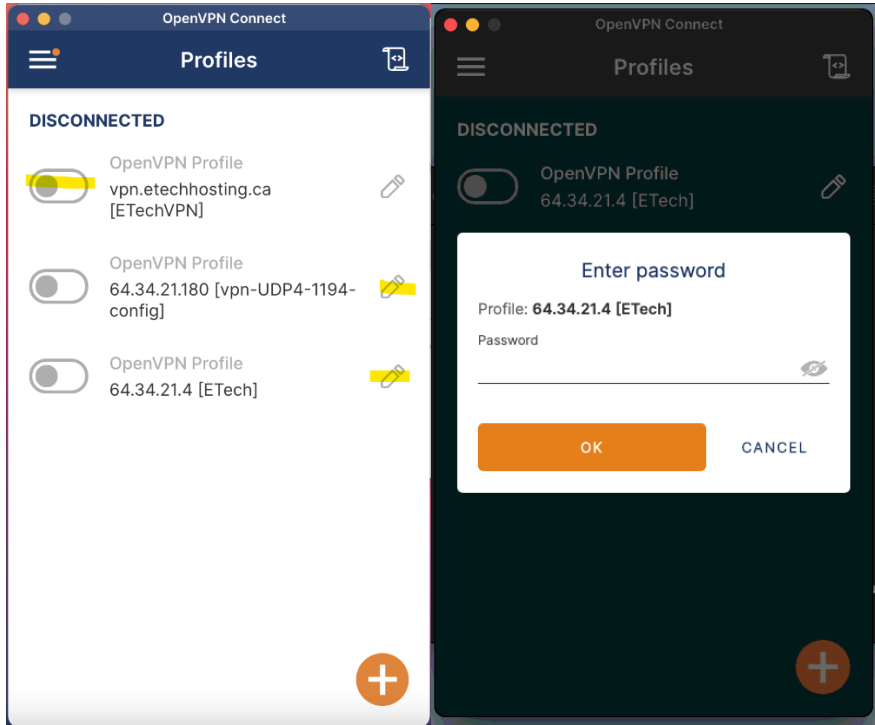 OpenVPN Connect
Profiles
DISCONNECTED
OpenVPN Profile
vpn.etechhosting.ca
[ETechVPN]
OpenVPN Profile
64.34.21.180 [vpn-UDP4-1194-
config]
OpenVPN Profile
64.34.21.4 [ETech]
OpenVPN Connect
Profiles
DISCONNECTED
OpenVPN Profile
64.34.21.4 [ETech]
Enter password
Profile: 64.34.21.4 [ETech]
Password
OK
CANCEL